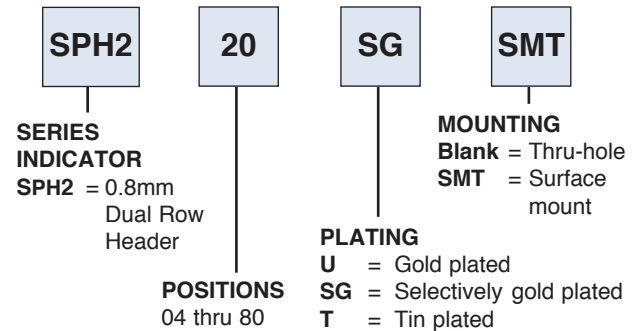 SPH2 20 SG SMT
SERIES
INDICATOR
SPH2 = 0.8mm
Dual Row
Header
POSITIONS
04 thru 80
PLATING
U = Gold plated
SG = Selectively gold plated
T = Tin plated
MOUNTING
Blank = Thru-hole
SMT = Surface
mount